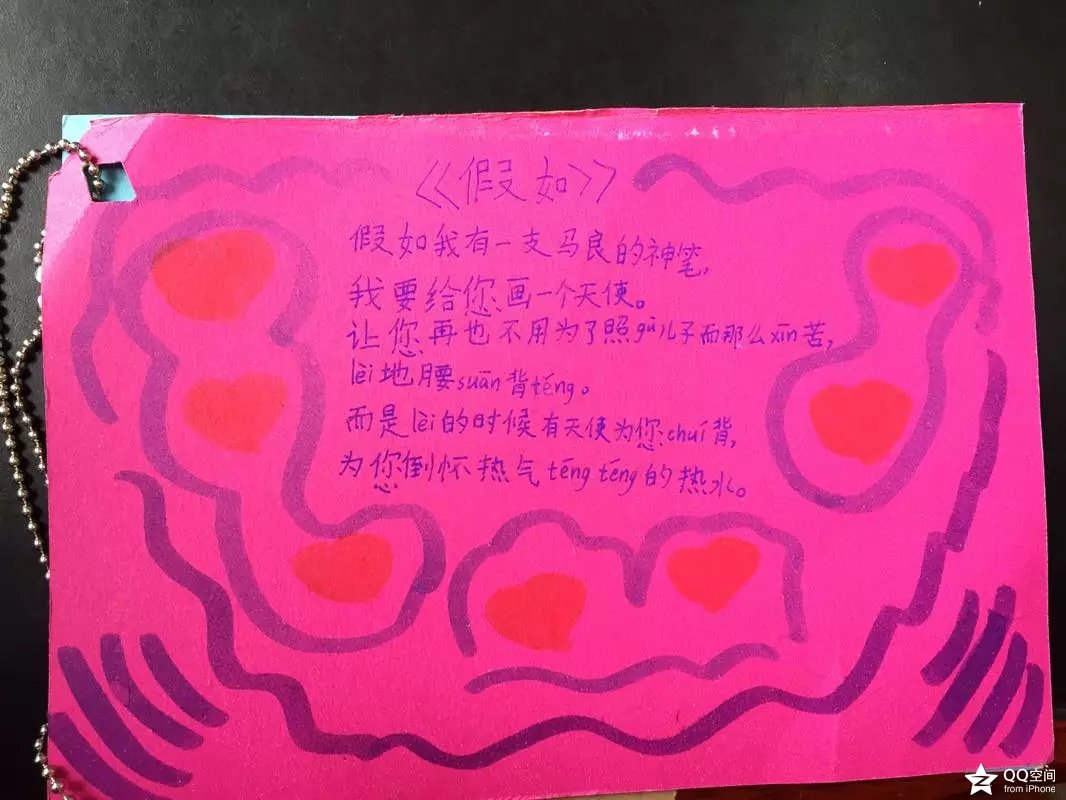 《假如》
假如我有一支马良的神笔，
我要给您画一个天使。
让您再也不用为了照gù儿子而那么xīn苦，
lèi地腰suān背téng。
而是lèi的时候有天使为您chuí背，
为您倒怀热气téng téng的热水。
QQ空间
from iPhone